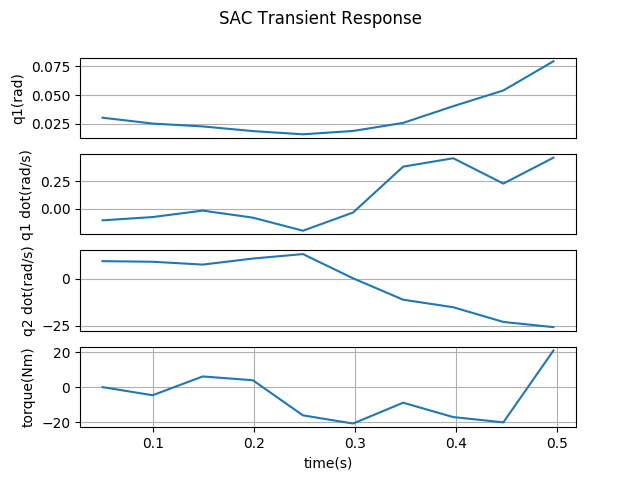 SAC Transient Response
0.075
0.050
0.025
q1(rad)
0.25
0.00
q1 dot(rad/s)
0
−25
q2 dot(rad/s)
20
0
−20
torque(Nm)
0.1 0.2 0.3 0.4 0.5
time(s)